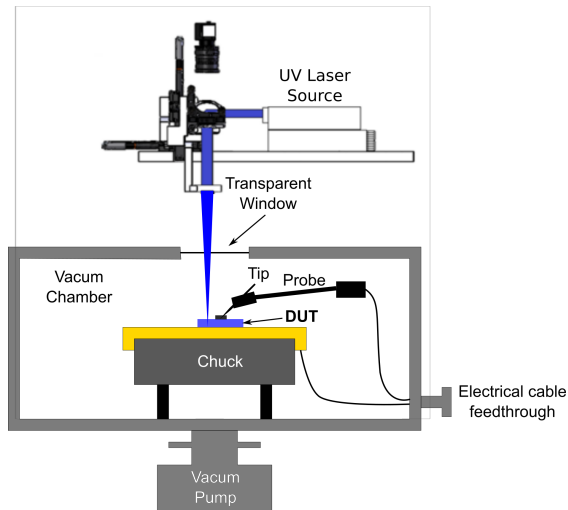 UV Laser
Source
Transparent
Window
Vacum
Chamber
Tip
Probe
DUT
Chuck
Electrical cable
feedthrough
Vacum
Pump